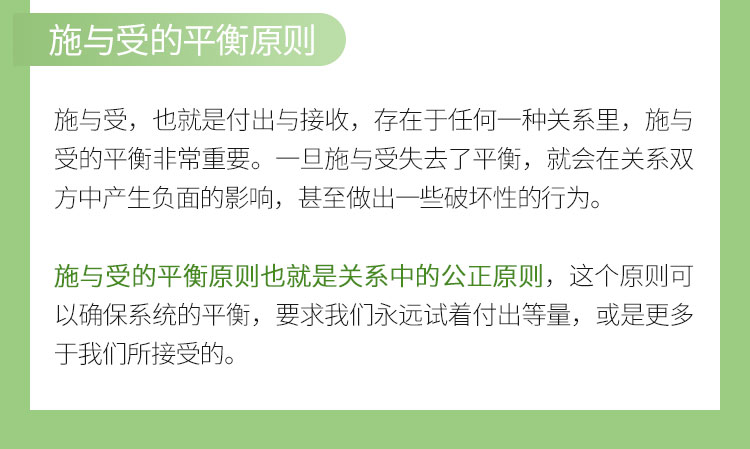 施与受的平衡原则
施与受，也就是付出与接收，存在于任何一种关系里，施与
受的平衡非常重要。一旦施与受失去了平衡，就会在关系双
方中产生负面的影响，甚至做出一些破坏性的行为。
施与受的平衡原则也就是关系中的公正原则，这个原则可
以确保系统的平衡，要求我们永远试着付出等量，或是更多
于我们所接受的。